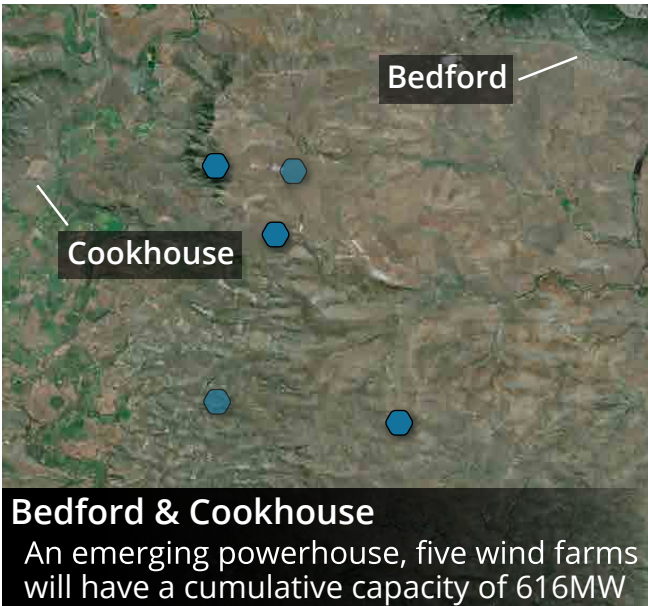 Bedford
Cookhouse
Bedford & Cookhouse
An emerging powerhouse, five wind farms
will have a cumulative capacity of 616MW